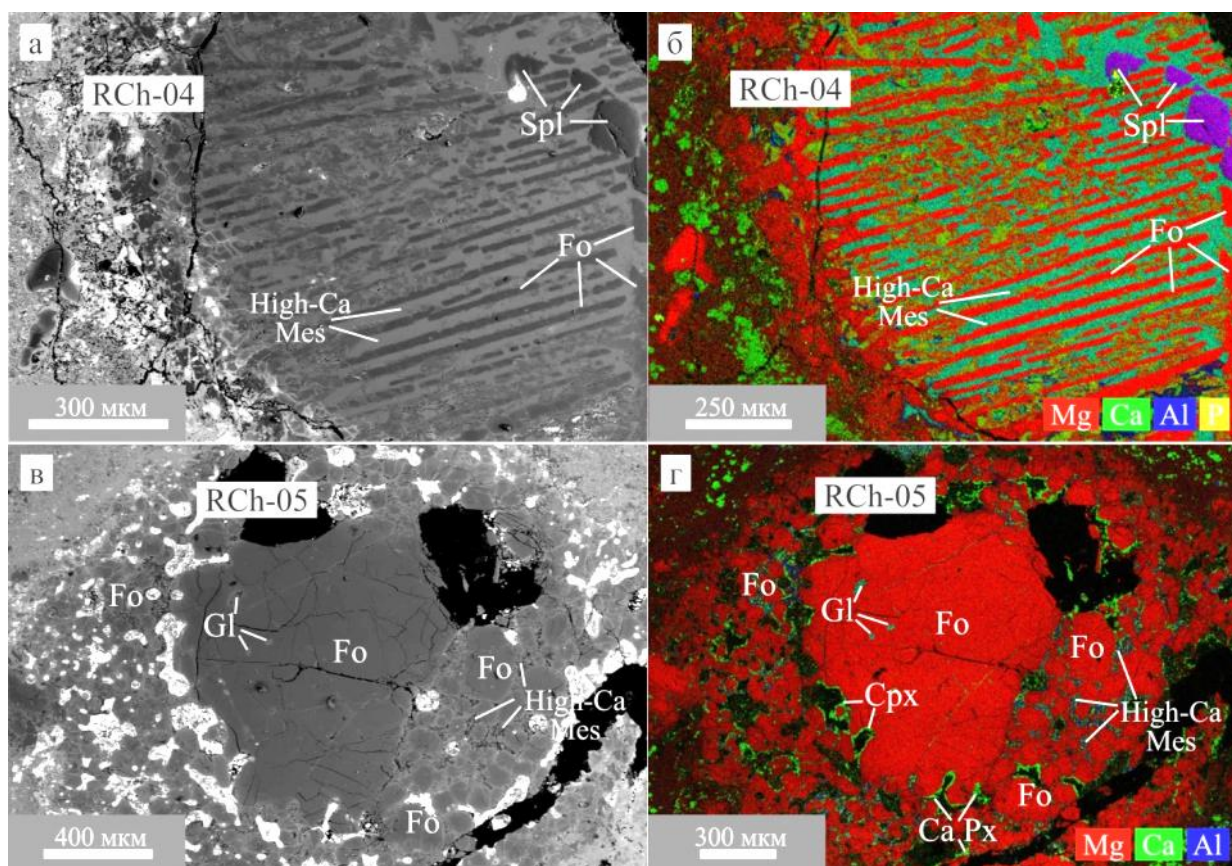 а
RCh-04
Spl
Fo
High-Ca
Mes
300 мкм
б
RCh-04
Spl
Fo
High-Ca
Mes
250 мкм
Mg Ca Al P
в
RCh-05
Fo
Gl
Fo
Fo
High-Ca
Mes
Fo
400 мкм
г
RCh-05
Fo
Gl
Fo
Fo
Cpx
High-Ca
Mes
Fo
Ca Px
300 мкм
Mg Ca Al